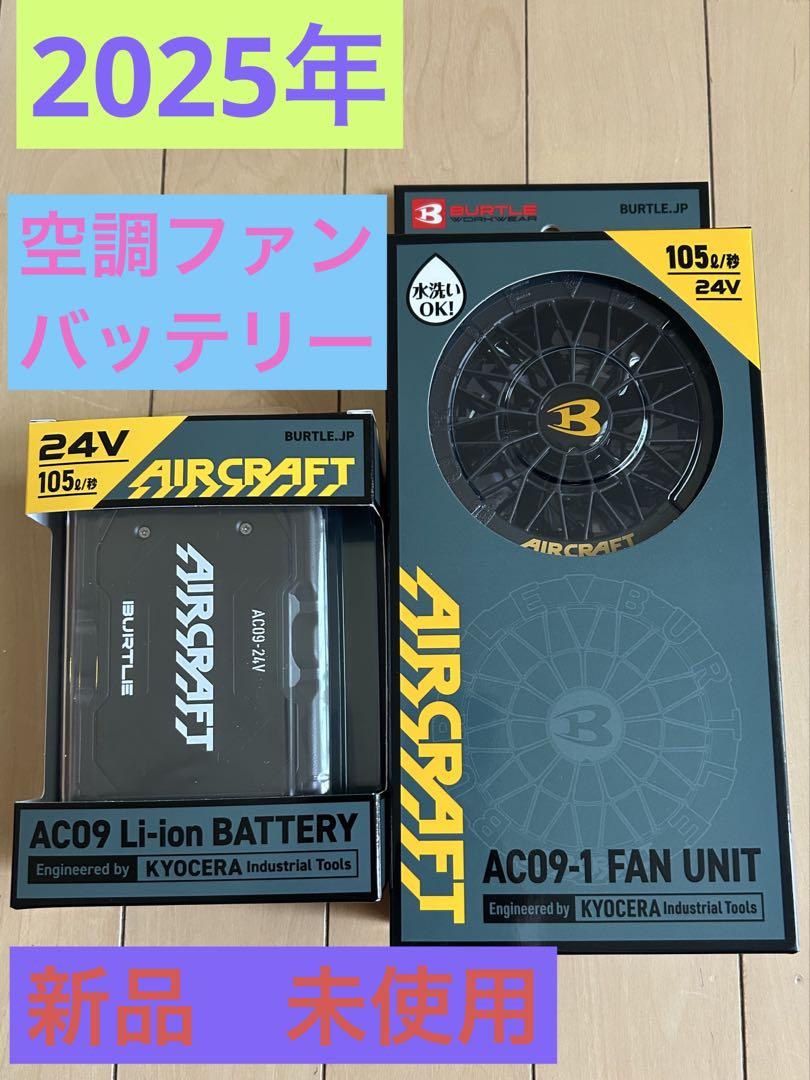 2025年
空調ファン
バッテリー
BURTLE
WORKWEAR
BURTLE.JP
水洗い
OK!
105ℓ/秒
24V
B
AIRCRAFT
24V
105ℓ/秒
BURTLE.JP
AIRCRAFT
AIRCRAFT
BURTLE
AC09-24V
AC09 Li-ion BATTERY
Engineered by KYOCERA Industrial Tools
AIRCRAFT
BURTLE
B
AC09-1 FAN UNIT
Engineered by KYOCERA Industrial Tools
新品 未使用